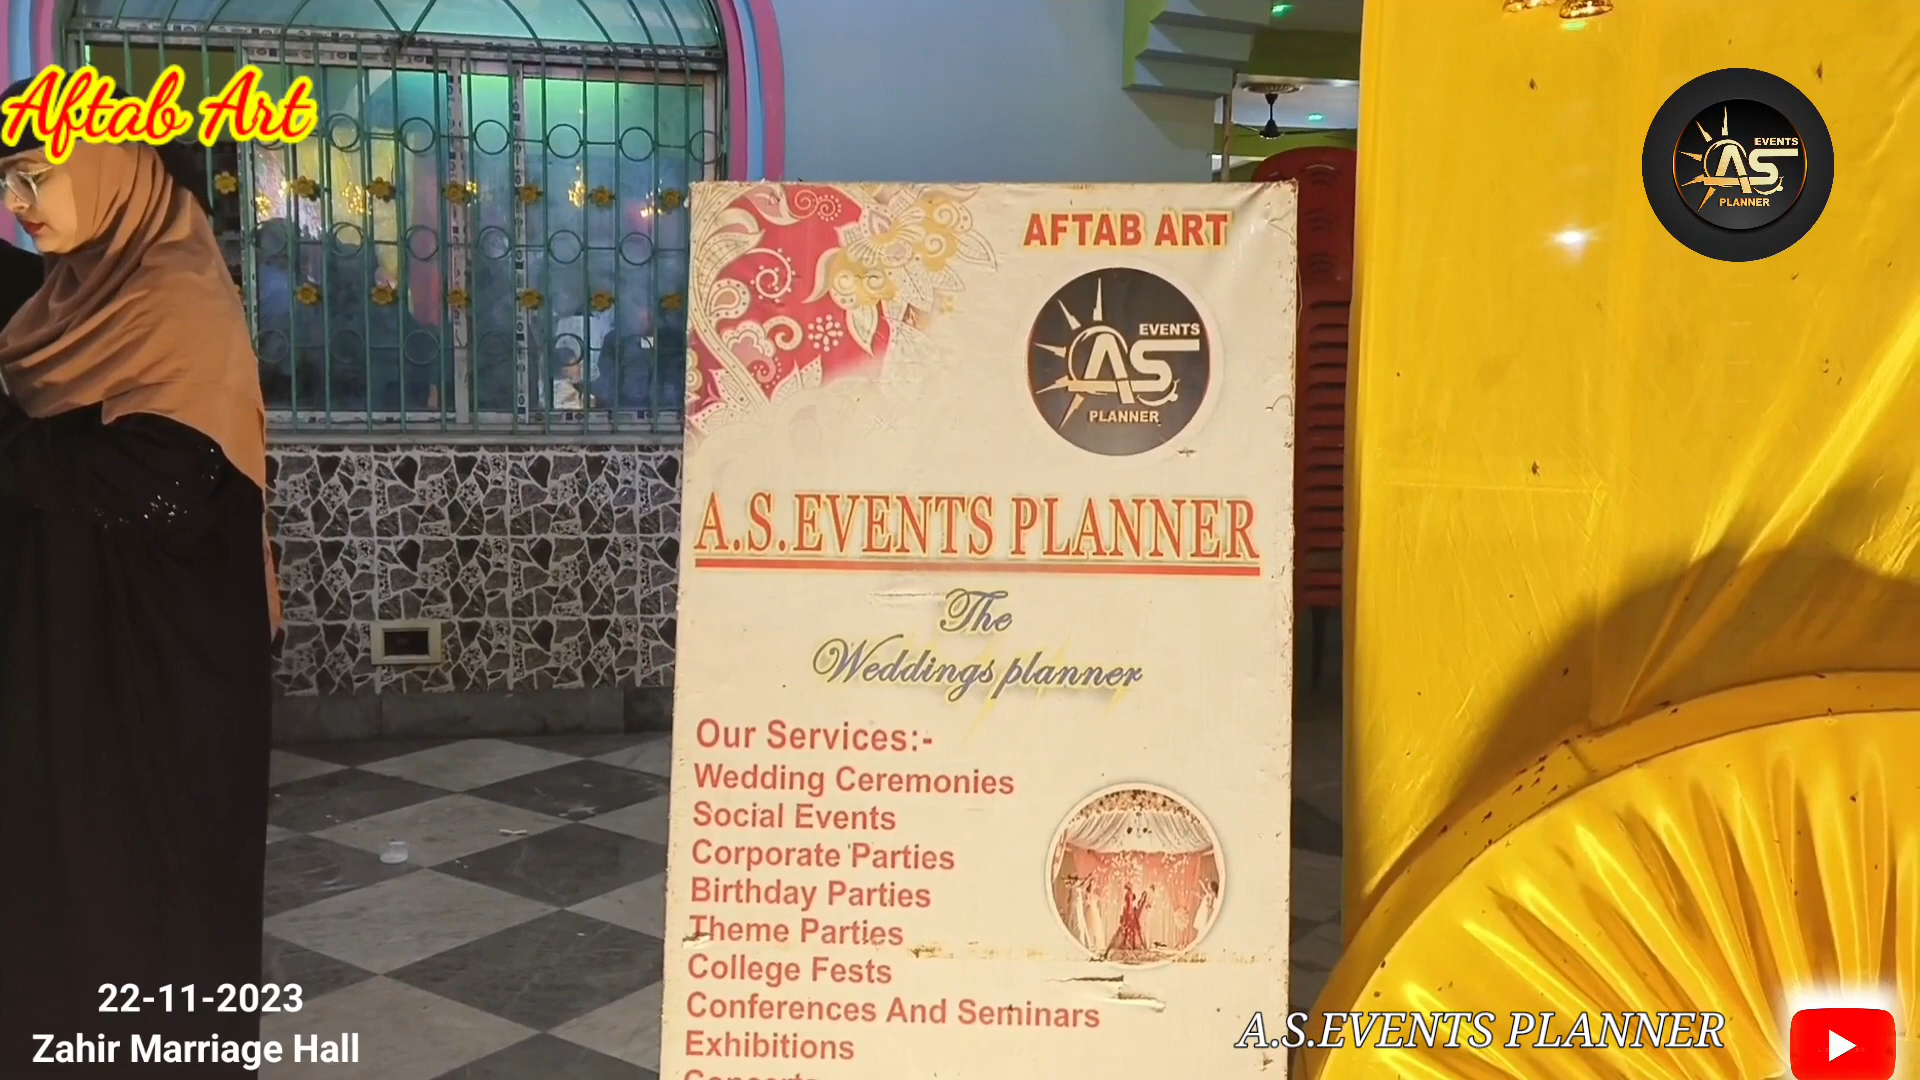 Aftab Art
EVENTS
AS
PLANNER
AFTAB ART
EVENTS
AS
PLANNER
A.S.EVENTS PLANNER
The
Weddings planner
Our Services:-
Wedding Ceremonies
Social Events
Corporate Parties
Birthday Parties
Theme Parties
College Fests
Conferences And Seminars
Exhibitions
22-11-2023
Zahir Marriage Hall
A.S.EVENTS PLANNER